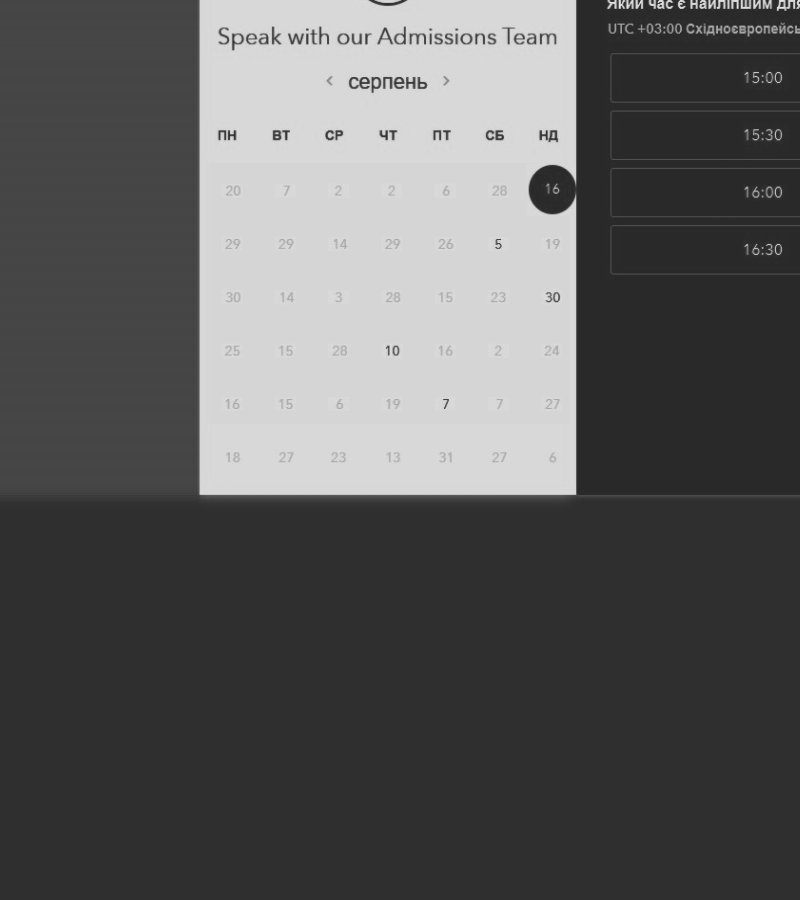 Speak with our Admissions Team
‹ серпень ›
ПН ВТ СР ЧТ ПТ СБ НД
20 7 2 2 6 28 16
29 29 14 29 26 5 19
30 14 3 28 15 23 30
25 15 28 10 16 2 24
16 15 6 19 7 7 27
18 27 23 13 31 27 6
Який час є найліпшим для
UTC +03:00 Східноєвропейсь
15:00
15:30
16:00
16:30